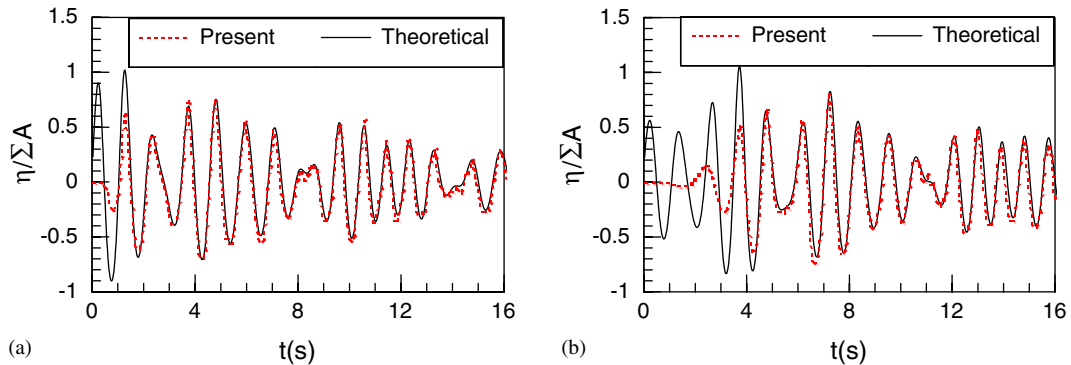 1.5
1
0.5
0
-0.5
-1
η/ΣA
Present
Theoretical
0
4
8
12
16
t(s)
(a)
1.5
1
0.5
0
-0.5
-1
η/ΣA
Present
Theoretical
0
4
8
12
16
t(s)
(b)